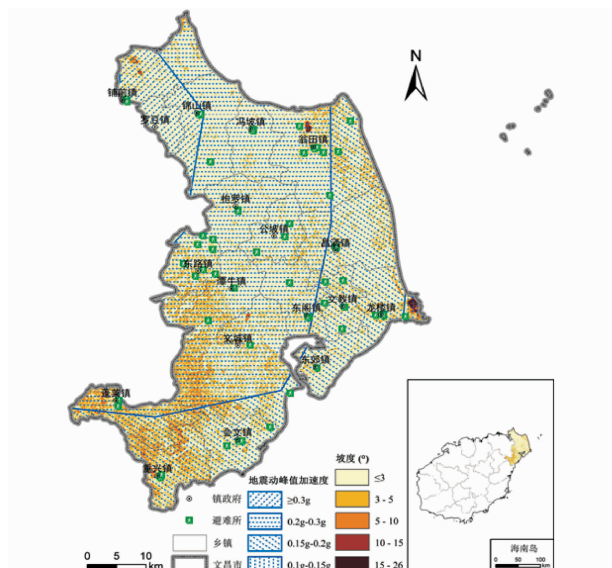 N
铺前镇
锦山镇
罗豆镇
冯坡镇
翁田镇
抱罗镇
公坡镇
昌洒镇
东路镇
潭牛镇
文教镇
东阁镇
龙楼镇
文城镇
东郊镇
蓬莱镇
会文镇
重兴镇
坡度 (°)
地震动峰值加速度
镇政府
≥0.3g
≤3
避难所
0.2g-0.3g
3 - 5
乡镇
0.15g-0.2g
5 - 10
文昌市
0.1g-0.15g
10 - 15
15 - 26
0 5 10
km
海南岛
0 50 100
km